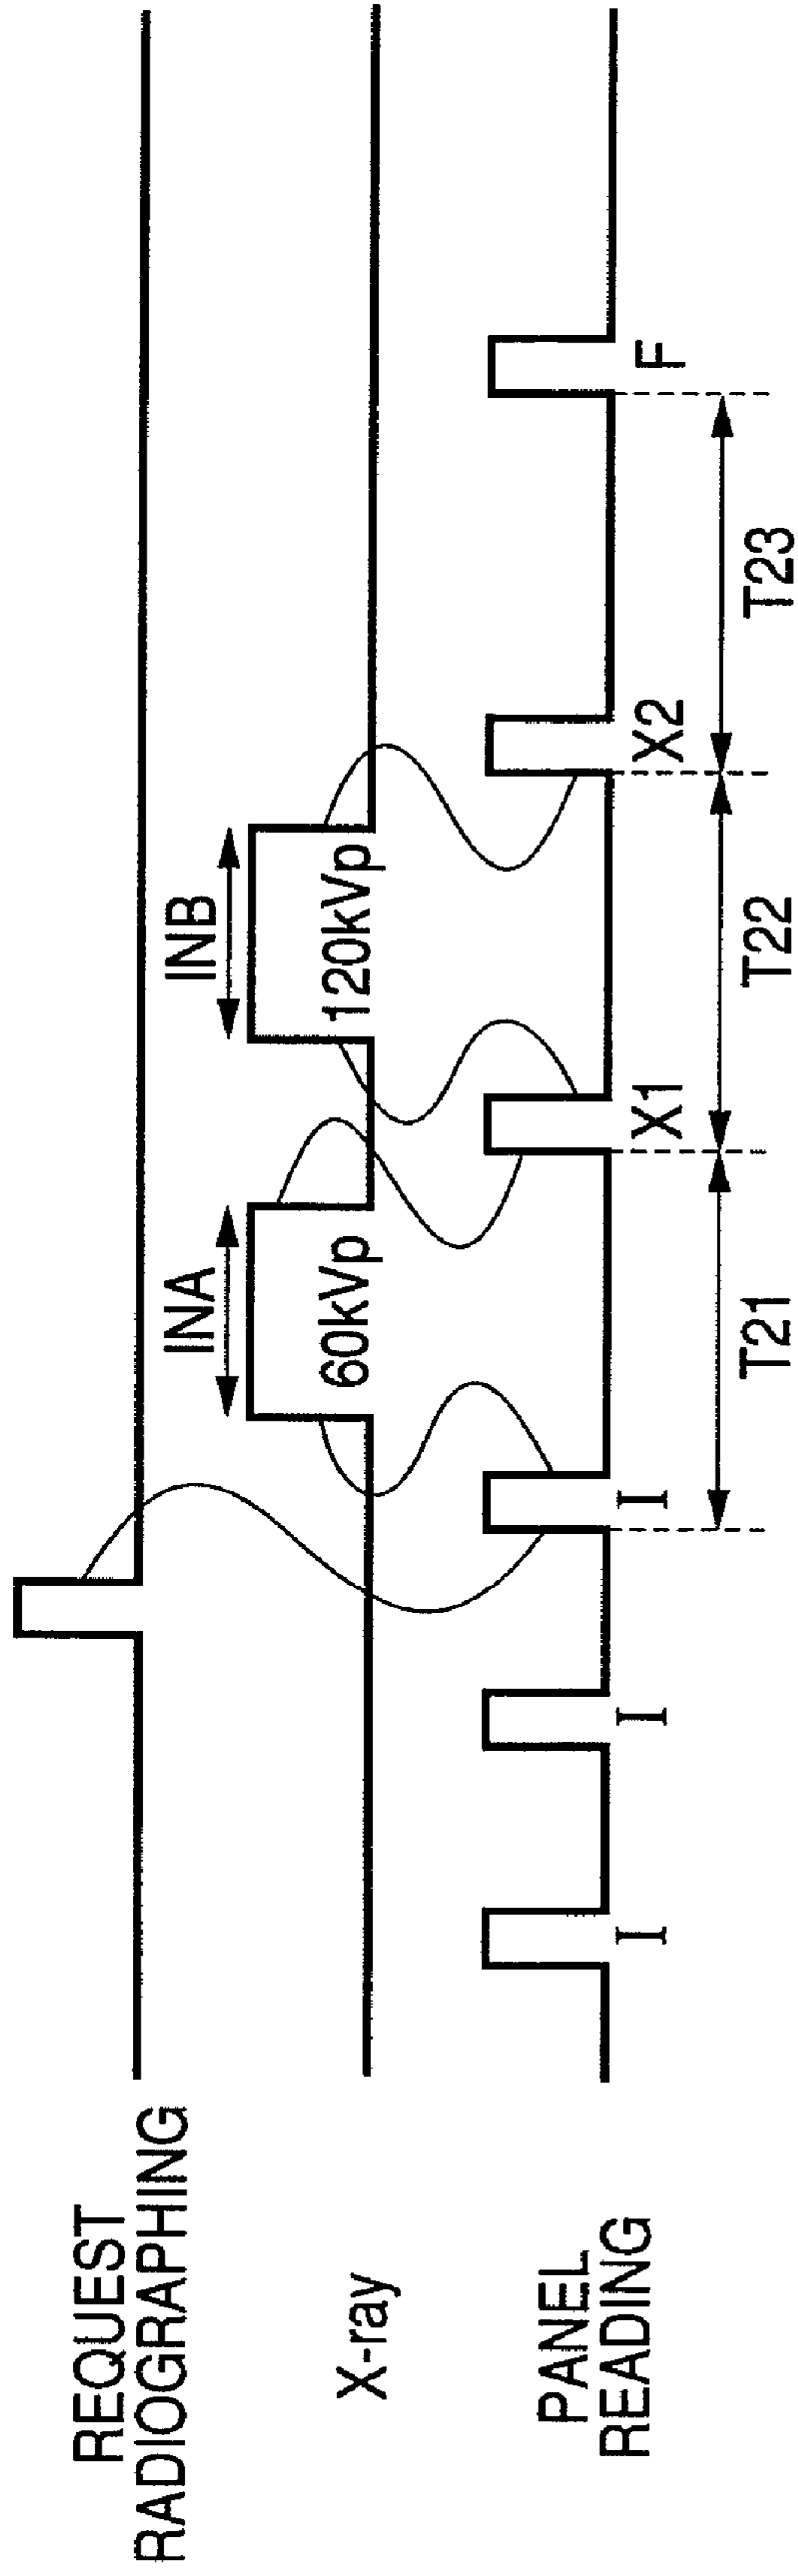 REQUEST
RADIOGRAPHING
INA
INB
X-ray
60kVp
120kVp
PANEL
READING
I
I
I
X1
X2
F
T21
T22
T23